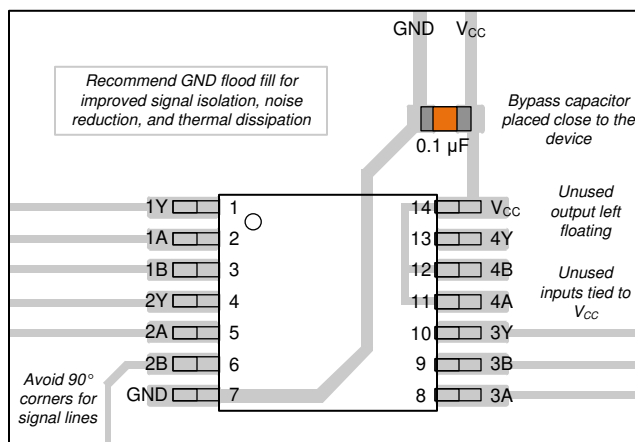 GND V<sub>CC</sub>
Recommend GND flood fill for
improved signal isolation, noise
reduction, and thermal dissipation
Bypass capacitor
placed close to the
device
0.1 µF
1Y 1 14 V<sub>CC</sub>
1A 2 13 4Y
1B 3 12 4B
2Y 4 11 4A
2A 5 10 3Y
2B 6 9 3B
GND 7 8 3A
Unused
output left
floating
Unused
inputs tied to
V<sub>CC</sub>
Avoid 90°
corners for
signal lines